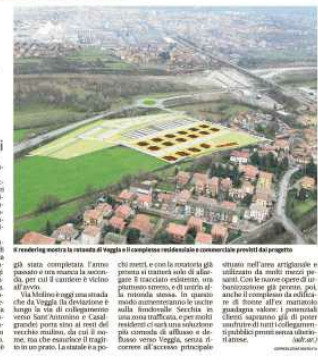 Il rendering mostra la rotonda di Veggia e il complesso residenziale e commerciale previsti dal progetto
già stata completata l'anno
passato e ora manca la secon-
da, per cui il cantiere è vicino
all'avvio.
Via Molino è oggi una strada
che da Veggia (la deviazione è
lungo la via di collegamento
verso Sant'Antonino e Casal-
grande) porta sino ai resti del
vecchio mulino, da cui il no-
me, ma che esaurisce il tragit-
to in un prato. La statale è a po-
chi metri, e con la rotatoria già
pronta si tratterà solo di allar-
gare il tracciato esistente, ora
piuttosto stretto, e di unirlo al-
la rotonda stessa. In questo
modo aumenteranno le uscite
sulla fondovalle Secchia in
una zona trafficata, e per molti
residenti ci sarà una soluzione
più comoda di afflusso e de-
flusso verso Veggia, senza ri-
correre all'accesso principale
situato nell'area artigianale e
utilizzato da molti mezzi pe-
santi. Con le nuove opere di ur-
banizzazione già pronte, poi,
anche il complesso da edifica-
re di fronte all'ex mattatoio
guadagna valore: i potenziali
clienti sapranno già di poter
usufruire di tutti i collegamen-
ti pubblici pronti senza ulterio-
ri attese.
(adr.ar.)